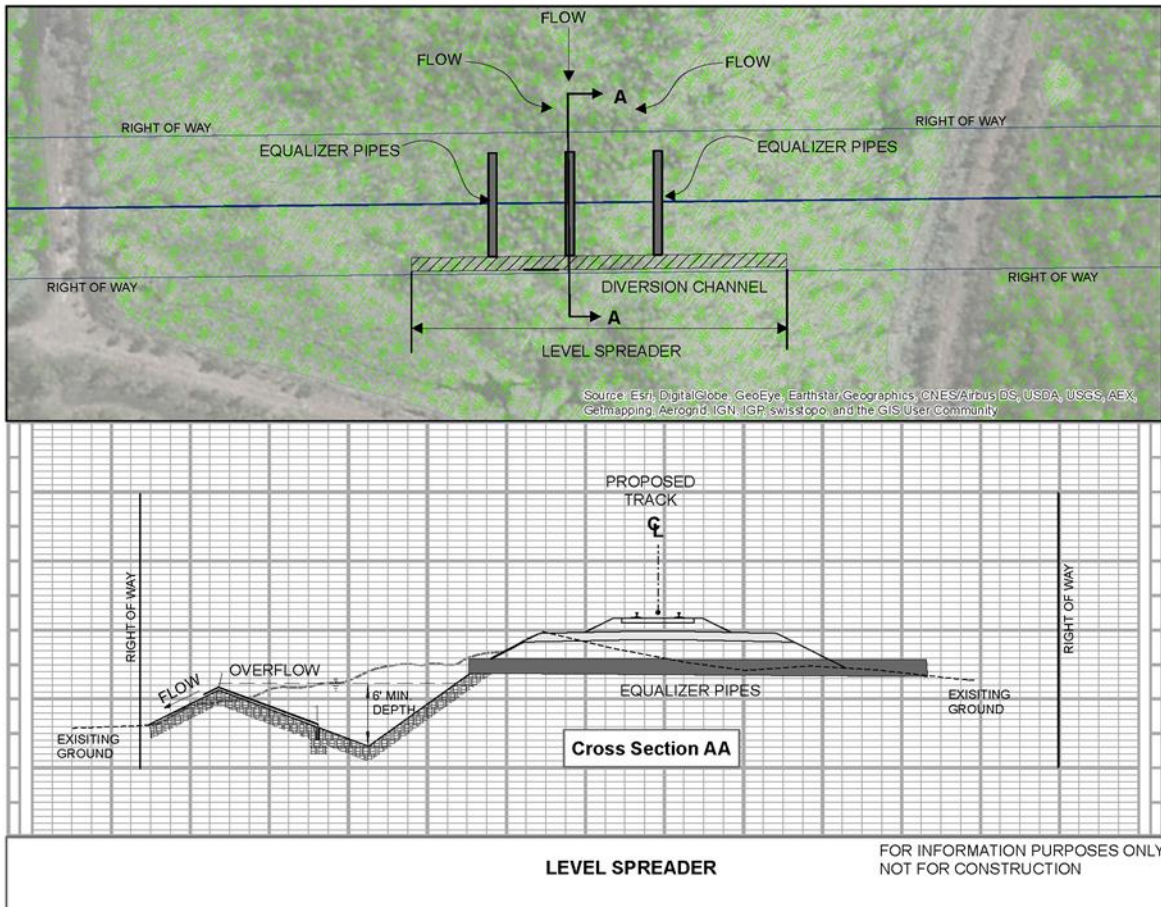 FLOW
FLOW
FLOW
A
RIGHT OF WAY
RIGHT OF WAY
EQUALIZER PIPES
EQUALIZER PIPES
RIGHT OF WAY
RIGHT OF WAY
DIVERSION CHANNEL
A
LEVEL SPREADER
Source: Esri, DigitalGlobe, GeoEye, Earthstar Geographics, CNES/Airbus DS, USDA, USGS, AEX,
Getmapping, Aerogrid, IGN, IGP, swisstopo, and the GIS User Community
PROPOSED
TRACK
CL
RIGHT OF WAY
RIGHT OF WAY
OVERFLOW
FLOW
6' MIN.
DEPTH
EQUALIZER PIPES
EXISITING
GROUND
EXISITING
GROUND
Cross Section AA
LEVEL SPREADER
FOR INFORMATION PURPOSES ONLY
NOT FOR CONSTRUCTION